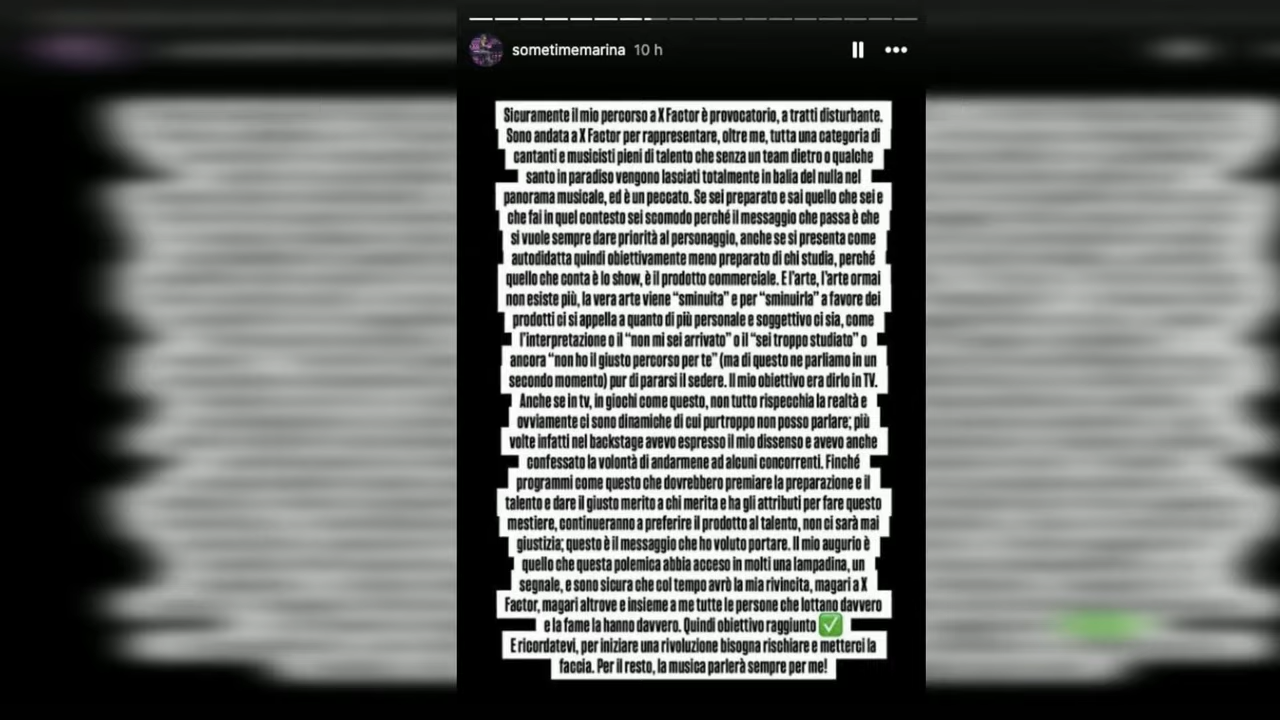 sometimemarina 10 h
Sicuramente il mio percorso a X Factor è provocatorio, a tratti disturbante.
Sono andata a X Factor per rappresentare, oltre me, tutta una categoria di
cantanti e musicisti pieni di talento che senza un team dietro o qualche
santo in paradiso vengono lasciati totalmente in balia del nulla nel
panorama musicale, ed è un peccato. Se sei preparato e sai quello che sei e
che fai in quel contesto sei scomodo perché il messaggio che passa è che
si vuole sempre dare priorità al personaggio, anche se si presenta come
autodidatta quindi obiettivamente meno preparato di chi studia, perché
quello che conta è lo show, è il prodotto commerciale. E l'arte, l'arte ormai
non esiste più, la vera arte viene "sminuita" e per "sminuirla" a favore dei
prodotti ci si appella a quanto di più personale e soggettivo ci sia, come
l'interpretazione o il "non mi sei arrivato" o il "sei troppo studiato" o
ancora "non ho il giusto percorso per te" (ma di questo ne parliamo in un
secondo momento) pur di pararsi il sedere. Il mio obiettivo era dirlo in TV.
Anche se in tv, in giochi come questo, non tutto rispecchia la realtà e
ovviamente ci sono dinamiche di cui purtroppo non posso parlare; più
volte infatti nel backstage avevo espresso il mio dissenso e avevo anche
confessato la volontà di andarmene ad alcuni concorrenti. Finché
programmi come questo che dovrebbero premiare la preparazione e il
talento e dare il giusto merito a chi merita e ha gli attributi per fare questo
mestiere, continueranno a preferire il prodotto al talento, non ci sarà mai
giustizia; questo è il messaggio che ho voluto portare. Il mio augurio è
quello che questa polemica abbia acceso in molti una lampadina, un
segnale, e sono sicura che col tempo avrò la mia rivincita, magari a X
Factor, magari altrove e insieme a me tutte le persone che lottano davvero
e la fame la hanno davvero. Quindi obiettivo raggiunto ✅
E ricordatevi, per iniziare una rivoluzione bisogna rischiare e metterci la
faccia. Per il resto, la musica parlerà sempre per me!